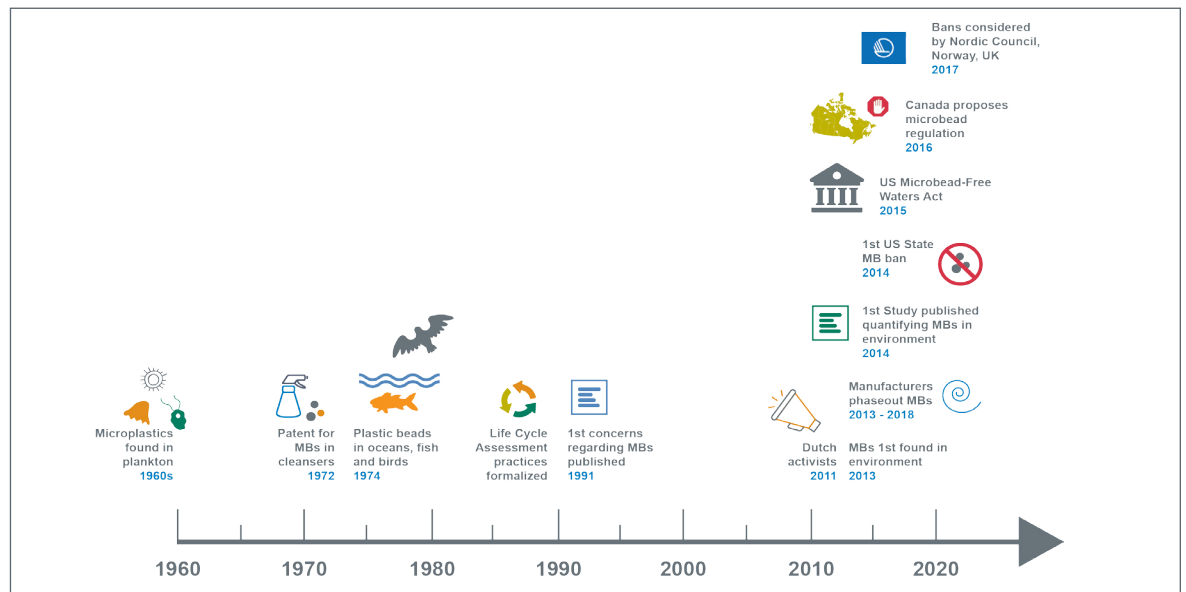 Bans considered
by Nordic Council,
Norway, UK
2017
Canada proposes
microbead
regulation
2016
US Microbead-Free
Waters Act
2015
1st US State
MB ban
2014
1st Study published
quantifying MBs in
environment
2014
Manufacturers
phaseout MBs
2013 - 2018
Microplastics
found in
plankton
1960s
Patent for
MBs in
cleansers
1972
Plastic beads
in oceans, fish
and birds
1974
Life Cycle
Assessment
practices
formalized
1st concerns
regarding MBs
published
1991
Dutch
activists
2011
MBs 1st found in
environment
2013
1960 1970 1980 1990 2000 2010 2020